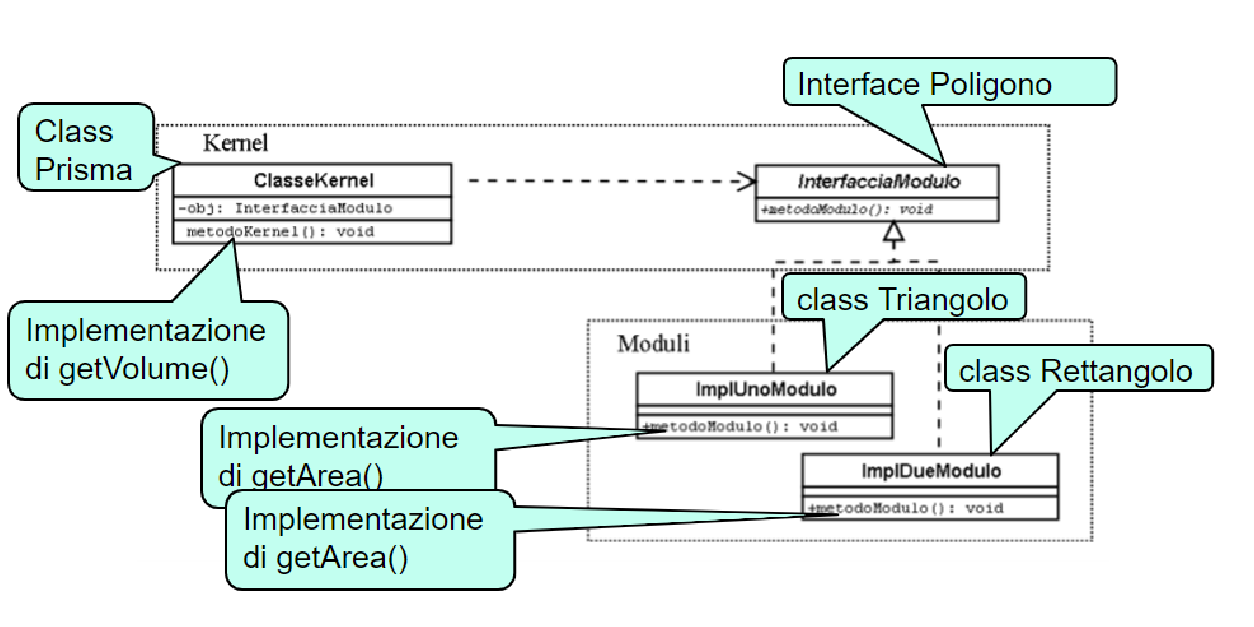 Interface Poligono
Class
Prisma
Kernel
ClasseKernel
-obj: InterfacciaModulo
metodoKernel(): void
InterfacciaModulo
+metodoModulo(): void
Implementazione
di getVolume()
class Triangolo
Moduli
class Rettangolo
ImplUnoModulo
+metodoModulo(): void
Implementazione
di getArea()
ImplDueModulo
+metodoModulo(): void
Implementazione
di getArea()